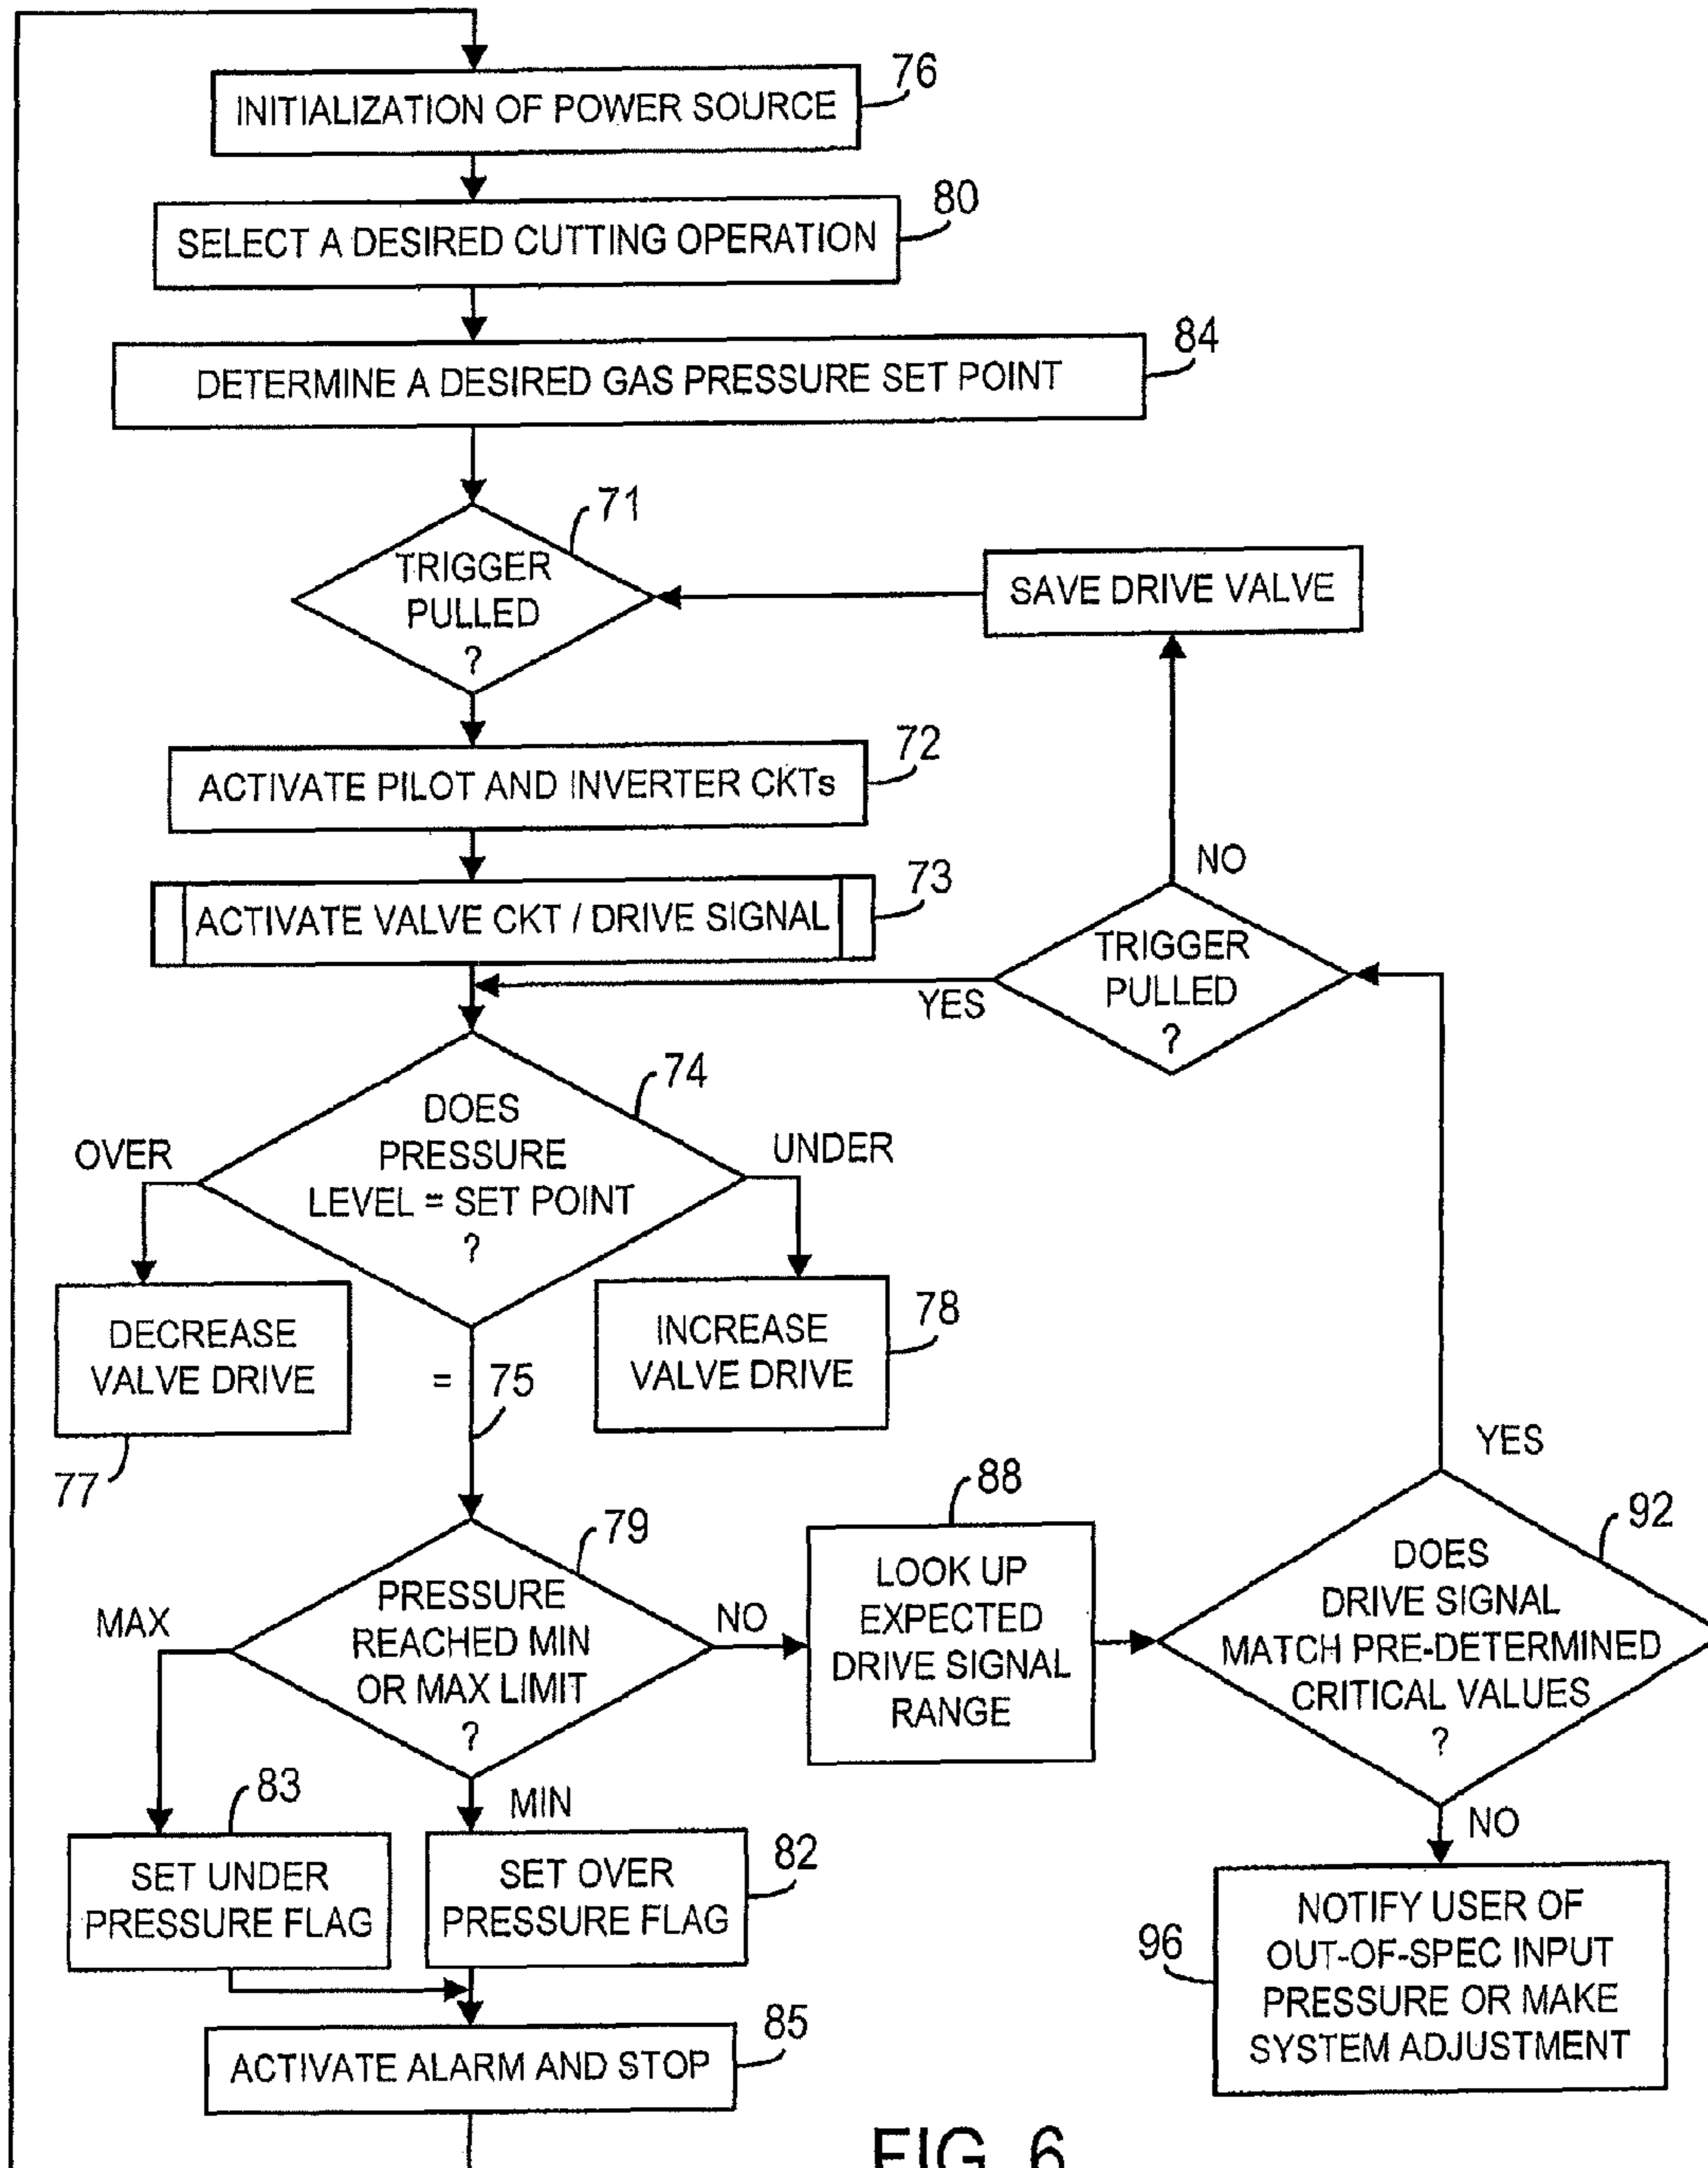 76
INITIALIZATION OF POWER SOURCE
80
SELECT A DESIRED CUTTING OPERATION
84
DETERMINE A DESIRED GAS PRESSURE SET POINT
71
TRIGGER
PULLED
?
SAVE DRIVE VALVE
72
ACTIVATE PILOT AND INVERTER CKTs
NO
73
ACTIVATE VALVE CKT / DRIVE SIGNAL
TRIGGER
PULLED
?
YES
74
DOES
PRESSURE
LEVEL = SET POINT
?
OVER
UNDER
DECREASE
VALVE DRIVE
77
INCREASE
VALVE DRIVE
78
= 75
YES
79
PRESSURE
REACHED MIN
OR MAX LIMIT
?
MAX
NO
88
LOOK UP
EXPECTED
DRIVE SIGNAL
RANGE
92
DOES
DRIVE SIGNAL
MATCH PRE-DETERMINED
CRITICAL VALUES
?
83
MIN
NO
SET UNDER
PRESSURE FLAG
82
SET OVER
PRESSURE FLAG
96
NOTIFY USER OF
OUT-OF-SPEC INPUT
PRESSURE OR MAKE
SYSTEM ADJUSTMENT
85
ACTIVATE ALARM AND STOP
FIG. 6